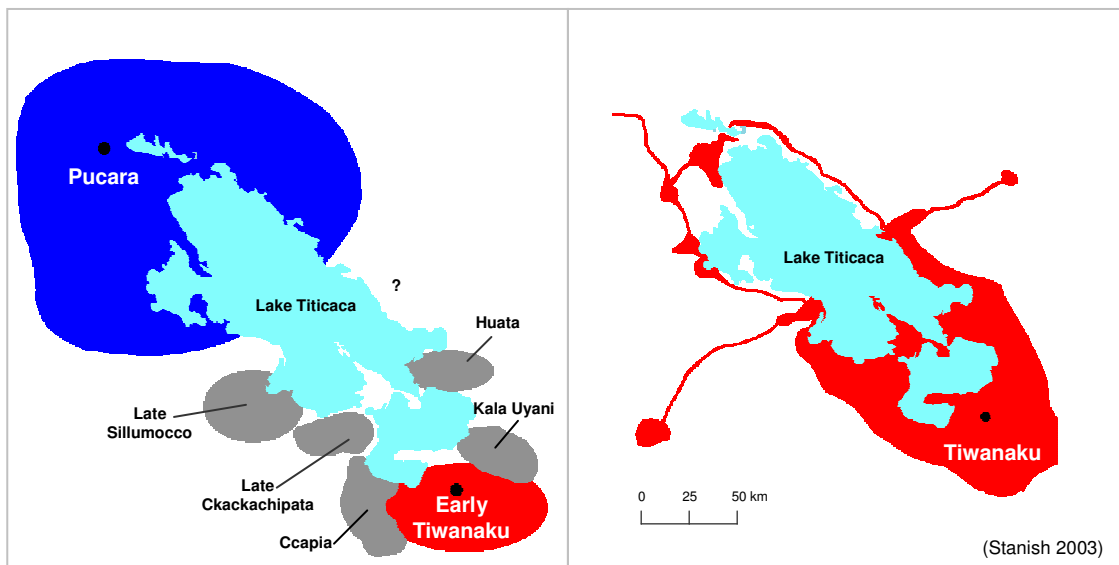 Pucara
Lake Titicaca
?
Huata
Kala Uyani
Late
Sillumocco
Late
Ckackachipata
Ccapia
Early
Tiwanaku
Lake Titicaca
Tiwanaku
0 25 50 km
(Stanish 2003)